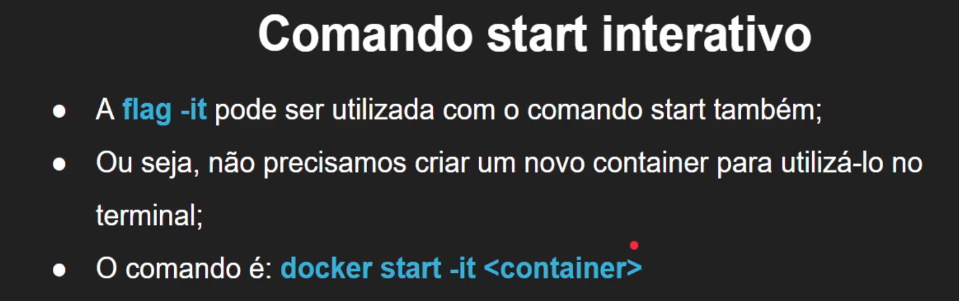 Comando start interativo
● A flag -it pode ser utilizada com o comando start também;
● Ou seja, não precisamos criar um novo container para utilizá-lo no
terminal;
● O comando é: docker start -it <container>